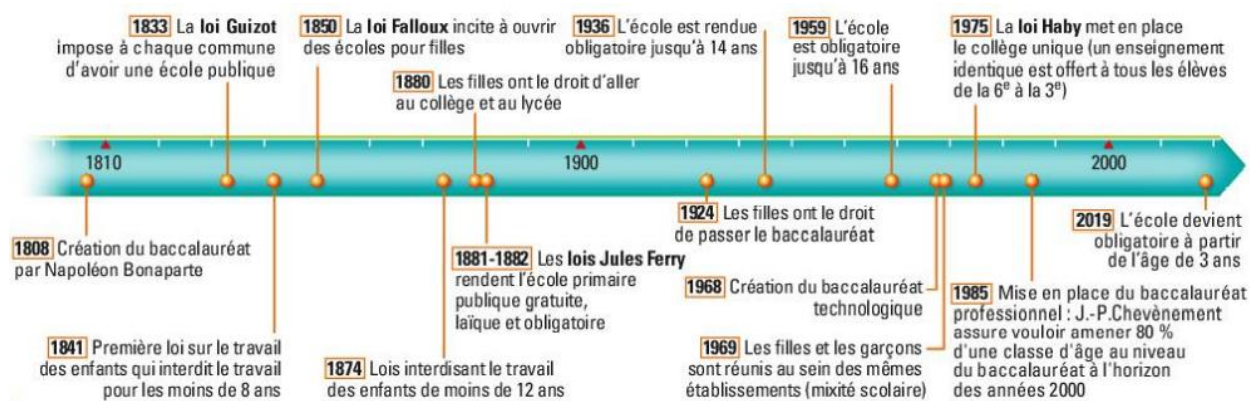 1833 La loi Guizot
impose à chaque commune
d'avoir une école publique
1850 La loi Falloux incite à ouvrir
des écoles pour filles
1880 Les filles ont le droit d'aller
au collège et au lycée
1936 L'école est rendue
obligatoire jusqu'à 14 ans
1959 L'école
est obligatoire
jusqu'à 16 ans
1975 La loi Haby met en place
le collège unique (un enseignement
identique est offert à tous les élèves
de la 6e à la 3e)
1810
1900
2000
1808 Création du baccalauréat
par Napoléon Bonaparte
1841 Première loi sur le travail
des enfants qui interdit le travail
pour les moins de 8 ans
1874 Lois interdisant le travail
des enfants de moins de 12 ans
1881-1882 Les lois Jules Ferry
rendent l'école primaire
publique gratuite,
laïque et obligatoire
1924 Les filles ont le droit
de passer le baccalauréat
1968 Création du baccalauréat
technologique
1969 Les filles et les garçons
sont réunis au sein des mêmes
établissements (mixité scolaire)
1985 Mise en place du baccalauréat
professionnel : J.-P.Chevènement
assure vouloir amener 80 %
d'une classe d'âge au niveau
du baccalauréat à l'horizon
des années 2000
2019 L'école devient
obligatoire à partir
de l'âge de 3 ans